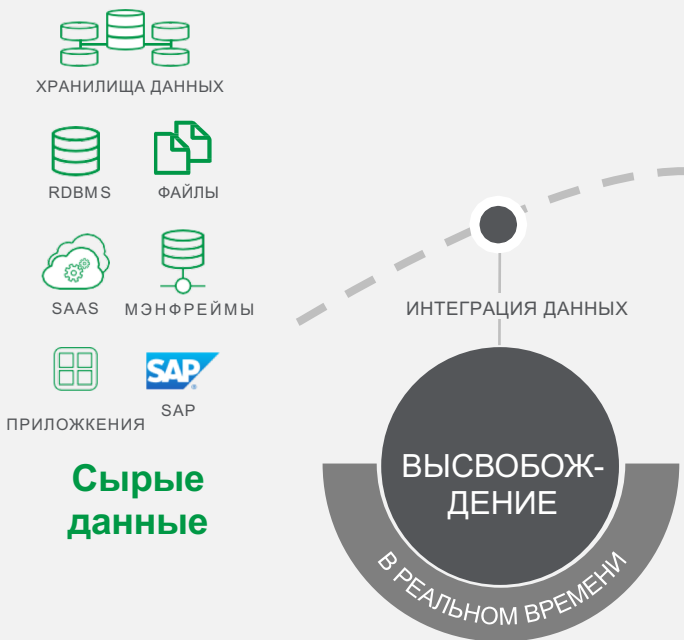 ХРАНИЛИЩА ДАННЫХ
RDBMS
ФАЙЛЫ
SAAS
МЭНФРЕЙМЫ
SAP
ПРИЛОЖКЕНИЯ
SAP
Сырые
данные
ИНТЕГРАЦИЯ ДАННЫХ
ВЫСВОБОЖ-
ДЕНИЕ
В РЕАЛЬНОМ ВРЕМЕНИ